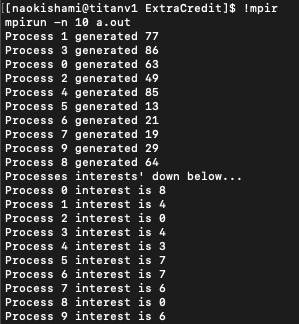 [[naokishami@titanv1 ExtraCredit]$ !mpir
mpirun -n 10 a.out
Process 1 generated 77
Process 3 generated 86
Process 0 generated 63
Process 2 generated 49
Process 4 generated 85
Process 5 generated 13
Process 6 generated 21
Process 7 generated 19
Process 9 generated 29
Process 8 generated 64
Processes interests' down below...
Process 0 interest is 8
Process 1 interest is 4
Process 2 interest is 0
Process 3 interest is 4
Process 4 interest is 3
Process 5 interest is 7
Process 6 interest is 7
Process 7 interest is 6
Process 8 interest is 0
Process 9 interest is 6